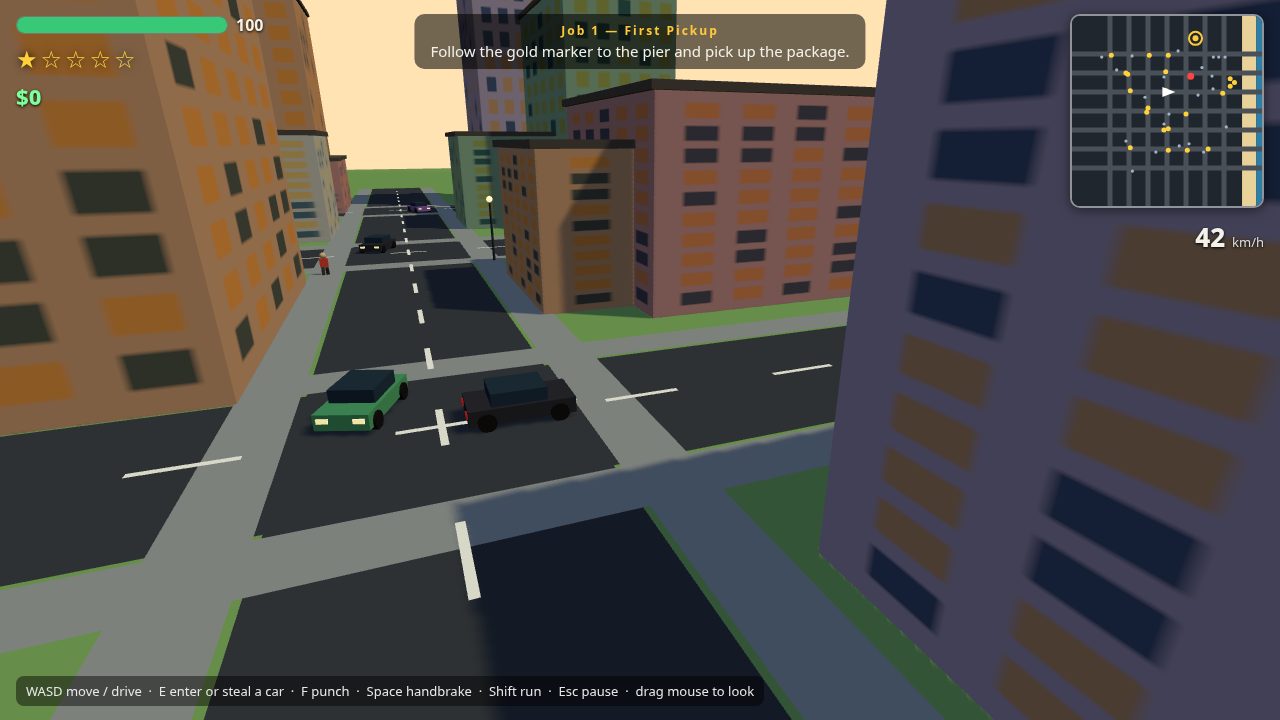 100
★☆☆☆☆
$0
Job 1 — First Pickup
Follow the gold marker to the pier and pick up the package.
42 km/h
WASD move / drive · E enter or steal a car · F punch · Space handbrake · Shift run · Esc pause · drag mouse to look